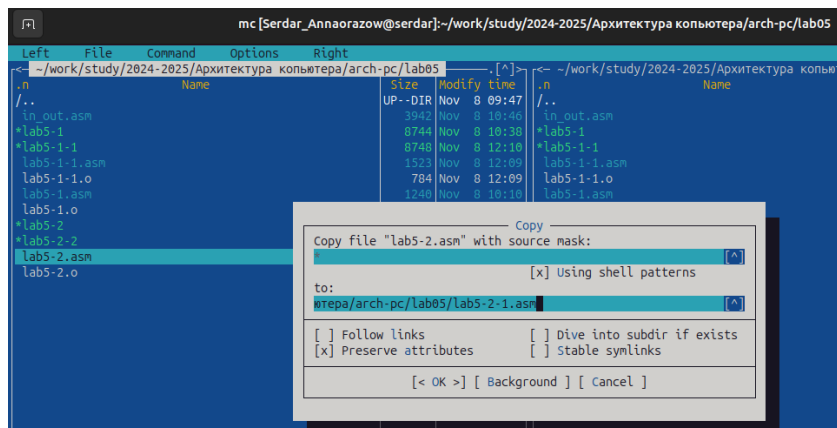 mc [Serdar_Annaorazow@serdar]:~/work/study/2024-2025/Архитектура копьютера/arch-pc/lab05
Left File Command Options Right
<- ~/work/study/2024-2025/Архитектура копьютера/arch-pc/lab05 .[^]> <- ~/work/study/2024-2025/Архитектура копью
.n Name Size Modify time .n Name
/.. UP--DIR Nov 8 09:47 /..
in_out.asm 3942 Nov 8 10:46 in_out.asm
*lab5-1 8744 Nov 8 10:38 *lab5-1
*lab5-1-1 8748 Nov 8 12:10 *lab5-1-1
lab5-1-1.asm 1523 Nov 8 12:09 lab5-1-1.asm
lab5-1-1.o 784 Nov 8 12:09 lab5-1-1.o
lab5-1.asm 1240 Nov 8 10:10 lab5-1.asm
lab5-1.o
*lab5-2
*lab5-2-2
lab5-2.asm
lab5-2.o
Copy
Copy file "lab5-2.asm" with source mask:
* [^]
[x] Using shell patterns
to:
ютера/arch-pc/lab05/lab5-2-1.asm [^]
[ ] Follow links [ ] Dive into subdir if exists
[x] Preserve attributes [ ] Stable symlinks
[< OK >] [ Background ] [ Cancel ]